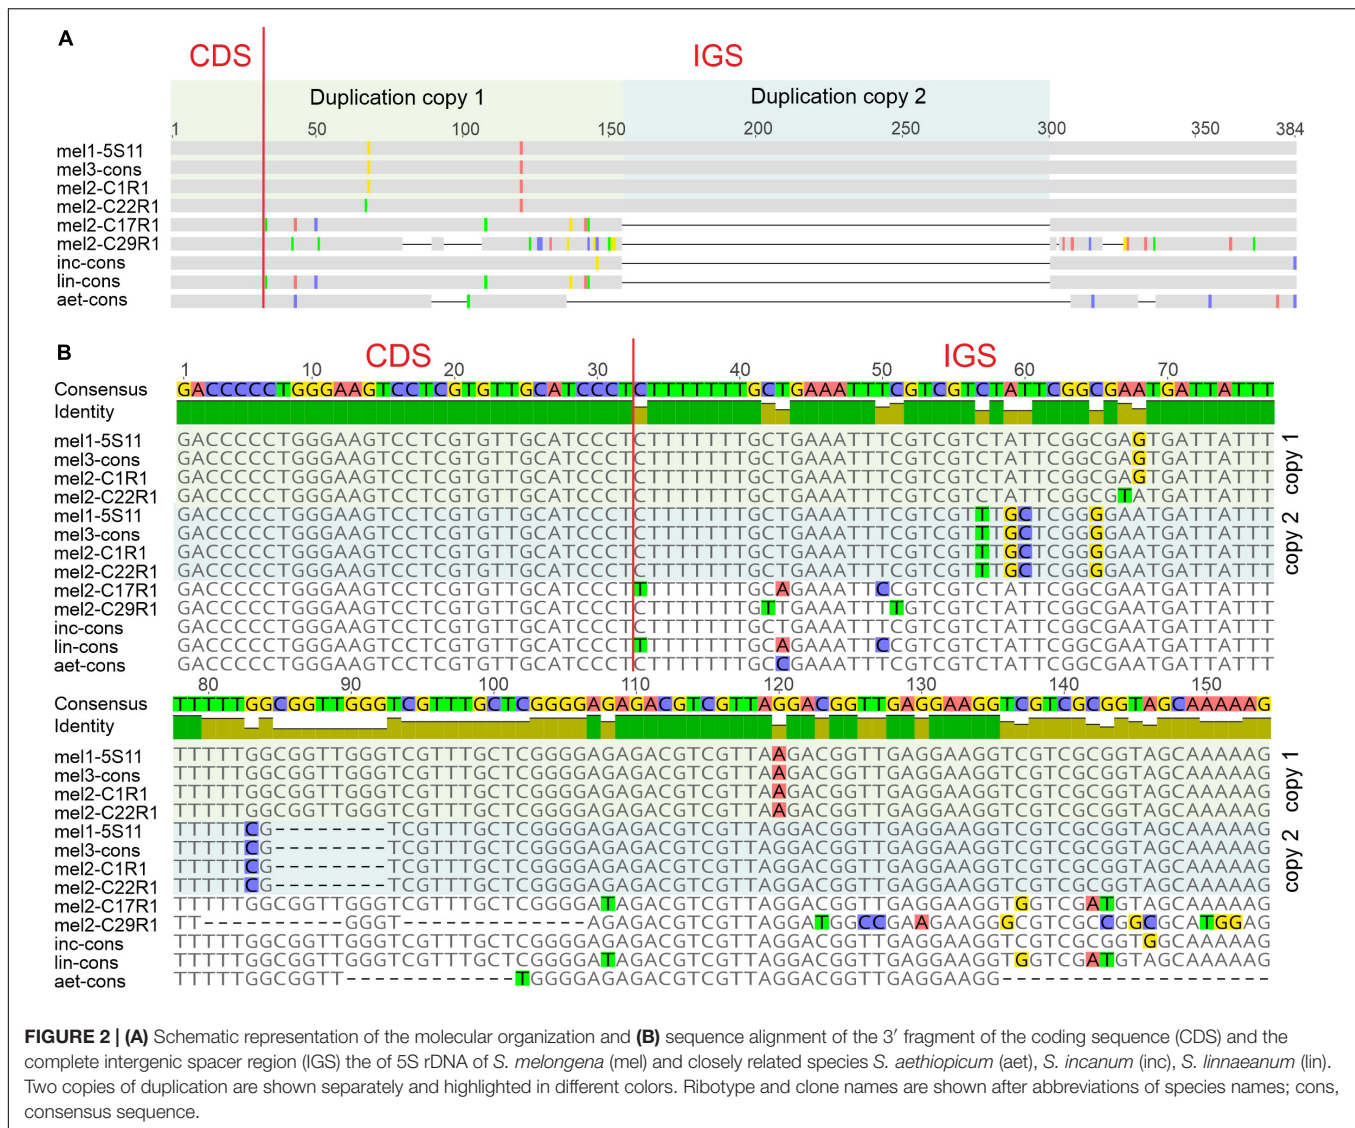 A
CDS
IGS
Duplication copy 1
Duplication copy 2
1 50 100 150 200 250 300 350 384
mel1-5S11
mel3-cons
mel2-C1R1
mel2-C22R1
mel2-C17R1
mel2-C29R1
inc-cons
lin-cons
aet-cons
B
CDS
IGS
1 10 20 30 40 50 60 70
Consensus GACCCCCTGGGAAGTCCTCGTGTTGCATCCCTCTTTTTTTGCTGAAATTTCGTCGTCTATTCGGCGAATGATTATTT
Identity
mel1-5S11 GACCCCCTGGGAAGTCCTCGTGTTGCATCCCTCTTTTTTTGCTGAAATTTCGTCGTCTATTCGGCGAGTGATTATTT
mel3-cons GACCCCCTGGGAAGTCCTCGTGTTGCATCCCTCTTTTTTTGCTGAAATTTCGTCGTCTATTCGGCGAGTGATTATTT
mel2-C1R1 GACCCCCTGGGAAGTCCTCGTGTTGCATCCCTCTTTTTTTGCTGAAATTTCGTCGTCTATTCGGCGAGTGATTATTT
mel2-C22R1 GACCCCCTGGGAAGTCCTCGTGTTGCATCCCTCTTTTTTTGCTGAAATTTCGTCGTCTATTCGGCGTATGATTATTT
copy 1
mel1-5S11 GACCCCCTGGGAAGTCCTCGTGTTGCATCCCTCTTTTTTTGCTGAAATTTCGTCGTTTGCTCGGGGAATGATTATTT
mel3-cons GACCCCCTGGGAAGTCCTCGTGTTGCATCCCTCTTTTTTTGCTGAAATTTCGTCGTTTGCTCGGGGAATGATTATTT
mel2-C1R1 GACCCCCTGGGAAGTCCTCGTGTTGCATCCCTCTTTTTTTGCTGAAATTTCGTCGTTTGCTCGGGGAATGATTATTT
mel2-C22R1 GACCCCCTGGGAAGTCCTCGTGTTGCATCCCTCTTTTTTTGCTGAAATTTCGTCGTTTGCTCGGGGAATGATTATTT
copy 2
mel2-C17R1 GACCCCCTGGGAAGTCCTCGTGTTGCATCCCTTTTTTTTTGCAGAAATTCCGTCGTCTATTCGGCGAATGATTATTT
mel2-C29R1 GACCCCCTGGGAAGTCCTCGTGTTGCATCCCTCTTTTTTTGTTGAAATTTTGTCGTCTATTCGGCGAATGATTATTT
inc-cons GACCCCCTGGGAAGTCCTCGTGTTGCATCCCTCTTTTTTTGCTGAAATTTCGTCGTCTATTCGGCGAATGATTATTT
lin-cons GACCCCCTGGGAAGTCCTCGTGTTGCATCCCTTTTTTTTTGCAGAAATTCCGTCGTCTATTCGGCGAATGATTATTT
aet-cons GACCCCCTGGGAAGTCCTCGTGTTGCATCCCTCTTTTTTTGCCGAAATTTCGTCGTCTATTCGGCGAATGATTATTT
80 90 100 110 120 130 140 150
Consensus TTTTTGGCGGTTGGGTCGTTTGCTCGGGGAGAGACGTCGTTAGGACGGTTGAGGAAGGTCGTCGCGGTAGCAAAAAG
Identity
mel1-5S11 TTTTTGGCGGTTGGGTCGTTTGCTCGGGGAGAGACGTCGTTAAGACGGTTGAGGAAGGTCGTCGCGGTAGCAAAAAG
mel3-cons TTTTTGGCGGTTGGGTCGTTTGCTCGGGGAGAGACGTCGTTAAGACGGTTGAGGAAGGTCGTCGCGGTAGCAAAAAG
mel2-C1R1 TTTTTGGCGGTTGGGTCGTTTGCTCGGGGAGAGACGTCGTTAAGACGGTTGAGGAAGGTCGTCGCGGTAGCAAAAAG
mel2-C22R1 TTTTTGGCGGTTGGGTCGTTTGCTCGGGGAGAGACGTCGTTAAGACGGTTGAGGAAGGTCGTCGCGGTAGCAAAAAG
copy 1
mel1-5S11 TTTTTCG--------TCGTTTGCTCGGGGAGAGACGTCGTTAGGACGGTTGAGGAAGGTCGTCGCGGTAGCAAAAAG
mel3-cons TTTTTCG--------TCGTTTGCTCGGGGAGAGACGTCGTTAGGACGGTTGAGGAAGGTCGTCGCGGTAGCAAAAAG
mel2-C1R1 TTTTTCG--------TCGTTTGCTCGGGGAGAGACGTCGTTAGGACGGTTGAGGAAGGTCGTCGCGGTAGCAAAAAG
mel2-C22R1 TTTTTCG--------TCGTTTGCTCGGGGAGAGACGTCGTTAGGACGGTTGAGGAAGGTCGTCGCGGTAGCAAAAAG
copy 2
mel2-C17R1 TTTTTGGCGGTTGGGTCGTTTGCTCGGGGATAGACGTCGTTAGGACGGTTGAGGAAGGTGGTCGATGTAGCAAAAAG
mel2-C29R1 TT----------GGGT-------------AGAGACGTCGTTAGGATGGCCGAAGAAGGGCGTCGCCGGCGCATGGAG
inc-cons TTTTTGGCGGTTGGGTCGTTTGCTCGGGGAGAGACGTCGTTAGGACGGTTGAGGAAGGTCGTCGCGGTGGCAAAAAG
lin-cons TTTTTGGCGGTTGGGTCGTTTGCTCGGGGATAGACGTCGTTAGGACGGTTGAGGAAGGTGGTCGATGTAGCAAAAAG
aet-cons TTTTTGGCGGTT------------TGGGGAGAGACGTCGTTAGGACGGTTGAGGAAGG-------------------
FIGURE 2 | (A) Schematic representation of the molecular organization and (B) sequence alignment of the 3′ fragment of the coding sequence (CDS) and the
complete intergenic spacer region (IGS) the of 5S rDNA of S. melongena (mel) and closely related species S. aethiopicum (aet), S. incanum (inc), S. linnaeanum (lin).
Two copies of duplication are shown separately and highlighted in different colors. Ribotype and clone names are shown after abbreviations of species names; cons,
consensus sequence.